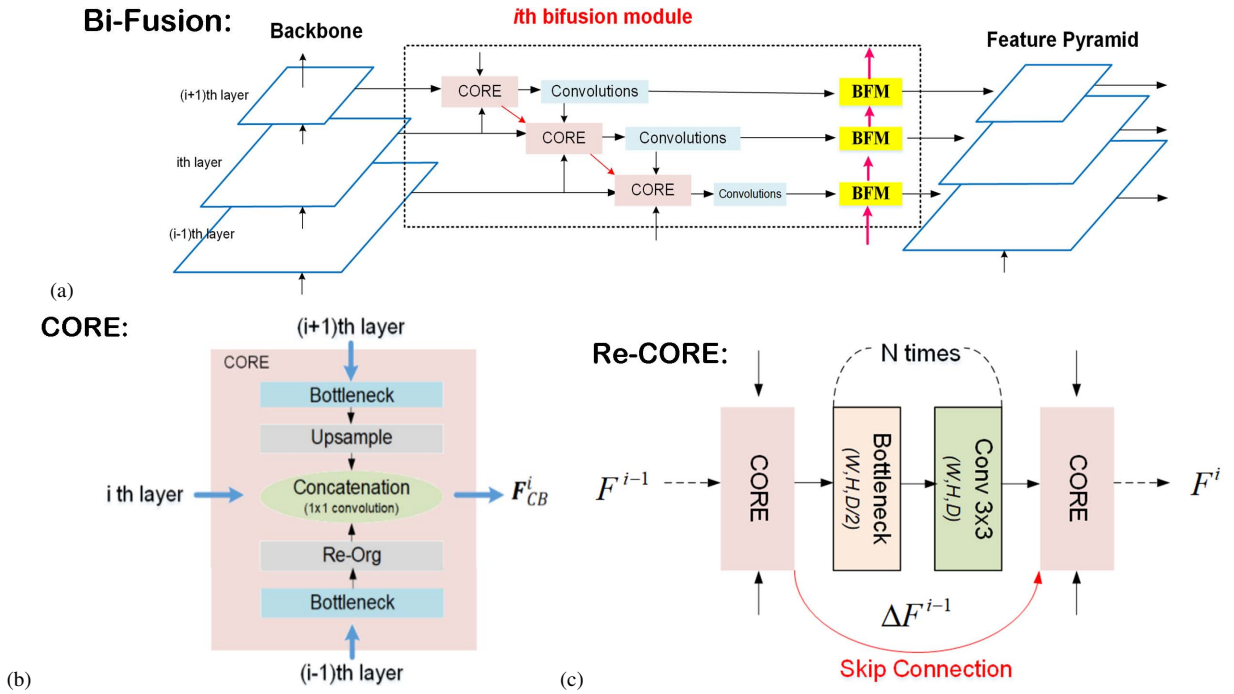 Bi-Fusion:
Backbone
ith bifusion module
Feature Pyramid
(i+1)th layer
CORE
Convolutions
BFM
ith layer
CORE
Convolutions
BFM
CORE
Convolutions
BFM
(i-1)th layer
(a)
CORE:
(i+1)th layer
CORE
Bottleneck
Upsample
i th layer
Concatenation
(1x1 convolution)
F^i_CB
Re-Org
Bottleneck
(i-1)th layer
(b)
Re-CORE:
N times
F^{i-1}
CORE
Bottleneck
(W,H,D/2)
Conv 3x3
(W,H,D)
CORE
F^i
ΔF^{i-1}
Skip Connection
(c)